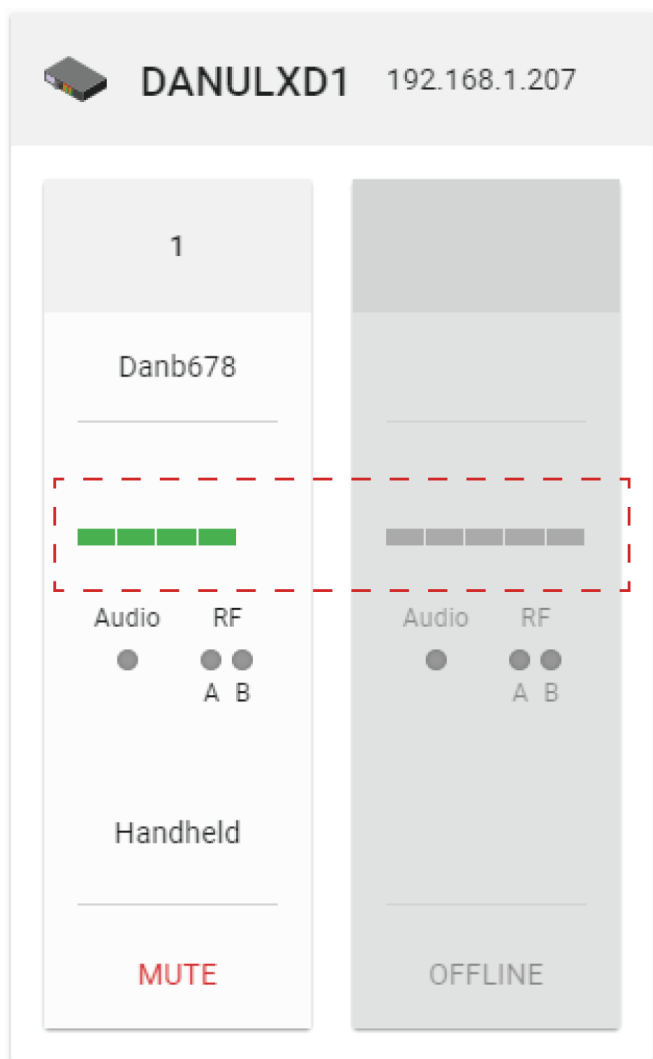 DANULXD1 192.168.1.207
1
Danb678
Audio RF
A B
Handheld
MUTE
Audio RF
A B
OFFLINE